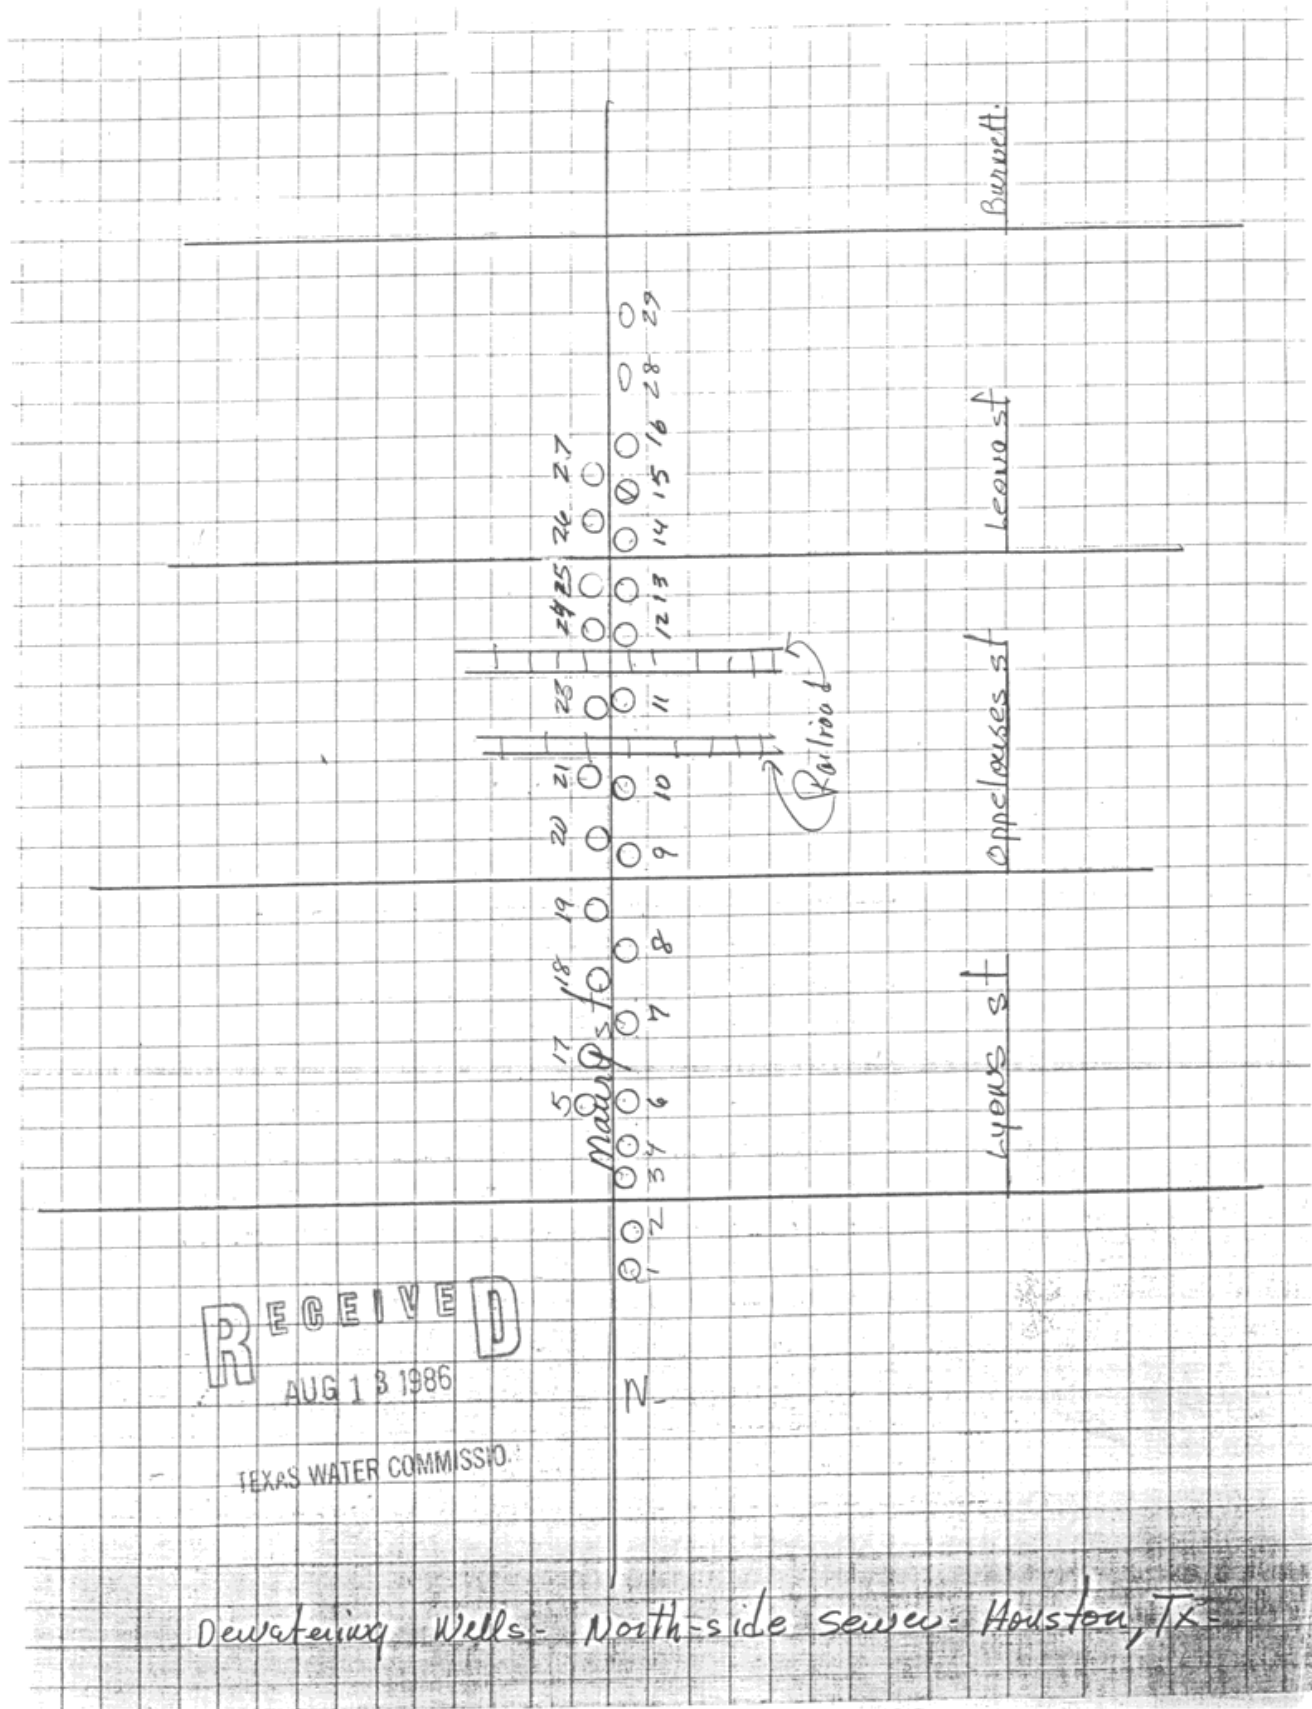 Burnett.
29
28
16
27
15
26
14
Leona st
25
13
24
12
23
11
Railroad
21
10
20
9
Oppelouses st
19
8
18
7
17
Maury st
5
6
4
3
Lyons st
2
1
RECEIVED
AUG 13 1986
TEXAS WATER COMMISSIO
N
Dewatering Wells - North-side sewer - Houston, Tx -